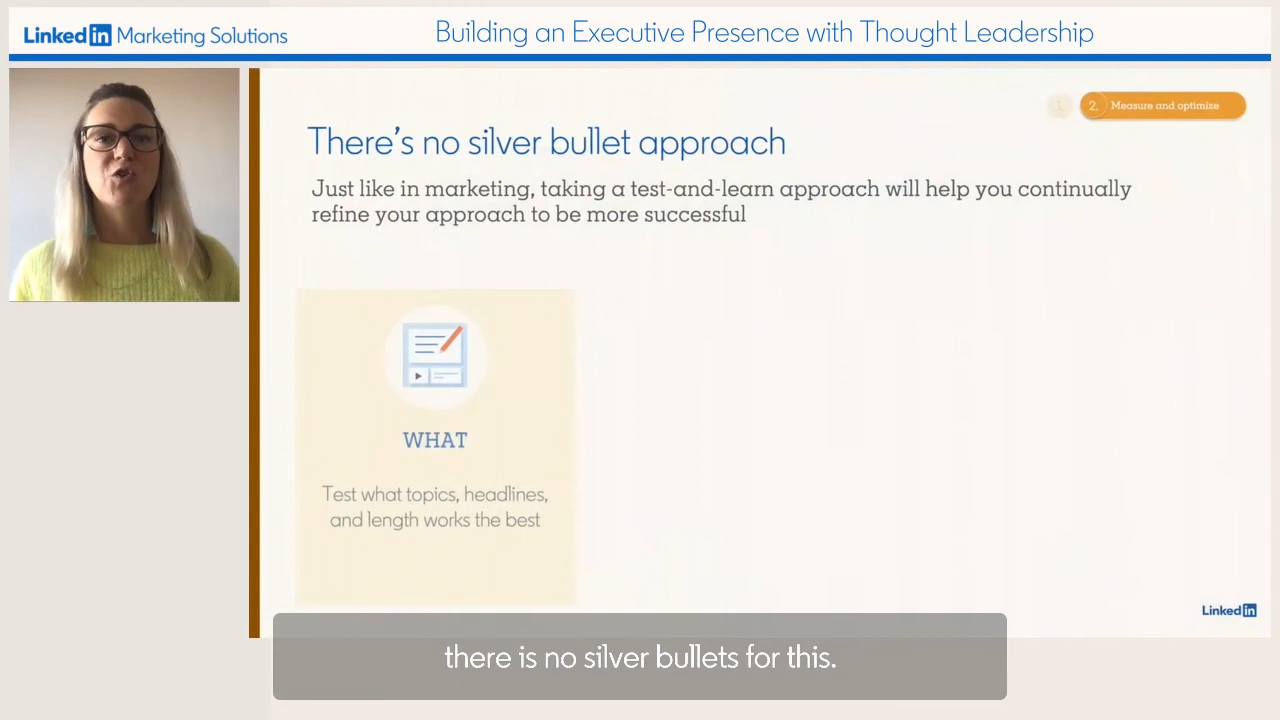 LinkedIn Marketing Solutions
Building an Executive Presence with Thought Leadership
1.
2. Measure and optimize
There's no silver bullet approach
Just like in marketing, taking a test-and-learn approach will help you continually
refine your approach to be more successful
WHAT
Test what topics, headlines,
and length works the best
LinkedIn
there is no silver bullets for this.